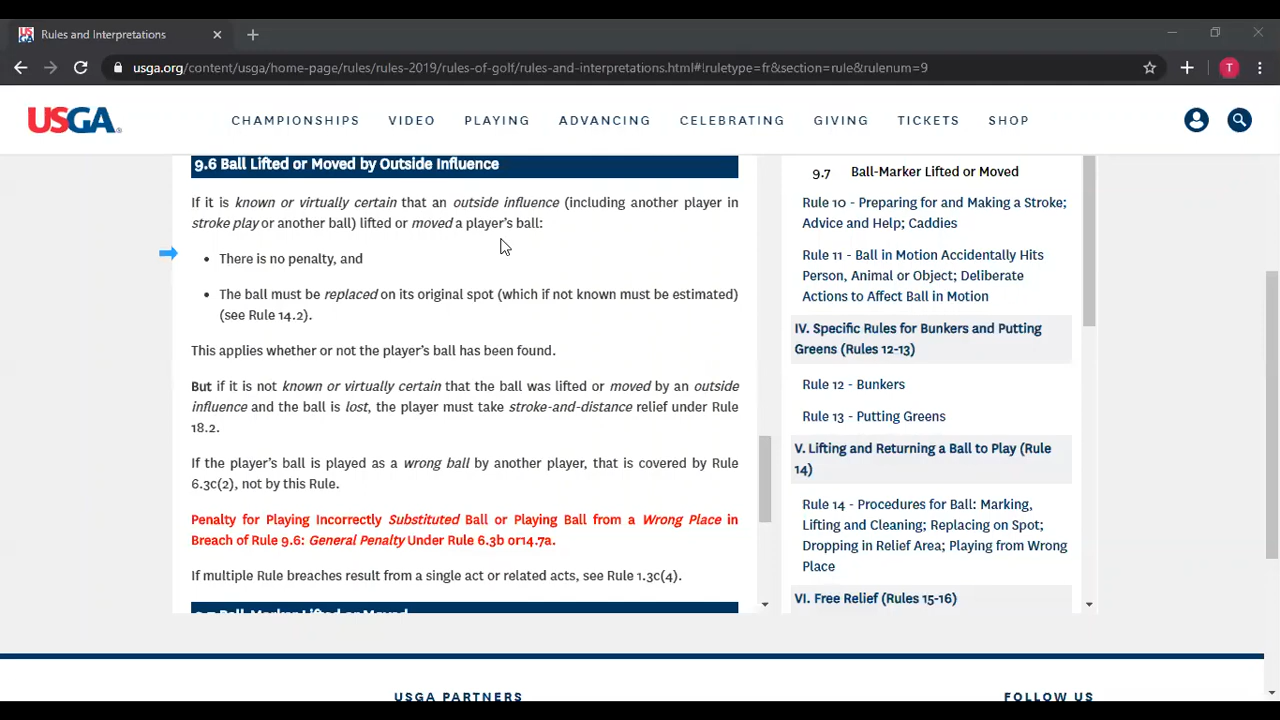 Rules and Interpretations
usga.org/content/usga/home-page/rules/rules-2019/rules-of-golf/rules-and-interpretations.html#!ruletype=fr&section=rule&rulenum=9
T
USGA
CHAMPIONSHIPS VIDEO PLAYING ADVANCING CELEBRATING GIVING TICKETS SHOP
9.6 Ball Lifted or Moved by Outside Influence
If it is known or virtually certain that an outside influence (including another player in
stroke play or another ball) lifted or moved a player's ball:
• There is no penalty, and
• The ball must be replaced on its original spot (which if not known must be estimated)
(see Rule 14.2).
This applies whether or not the player's ball has been found.
But if it is not known or virtually certain that the ball was lifted or moved by an outside
influence and the ball is lost, the player must take stroke-and-distance relief under Rule
18.2.
If the player's ball is played as a wrong ball by another player, that is covered by Rule
6.3c(2), not by this Rule.
Penalty for Playing Incorrectly Substituted Ball or Playing Ball from a Wrong Place in
Breach of Rule 9.6: General Penalty Under Rule 6.3b or14.7a.
If multiple Rule breaches result from a single act or related acts, see Rule 1.3c(4).
9.7 Ball-Marker Lifted or Moved
9.7 Ball-Marker Lifted or Moved
Rule 10 - Preparing for and Making a Stroke;
Advice and Help; Caddies
Rule 11 - Ball in Motion Accidentally Hits
Person, Animal or Object; Deliberate
Actions to Affect Ball in Motion
IV. Specific Rules for Bunkers and Putting
Greens (Rules 12-13)
Rule 12 - Bunkers
Rule 13 - Putting Greens
V. Lifting and Returning a Ball to Play (Rule
14)
Rule 14 - Procedures for Ball: Marking,
Lifting and Cleaning; Replacing on Spot;
Dropping in Relief Area; Playing from Wrong
Place
VI. Free Relief (Rules 15-16)
USGA PARTNERS
FOLLOW US